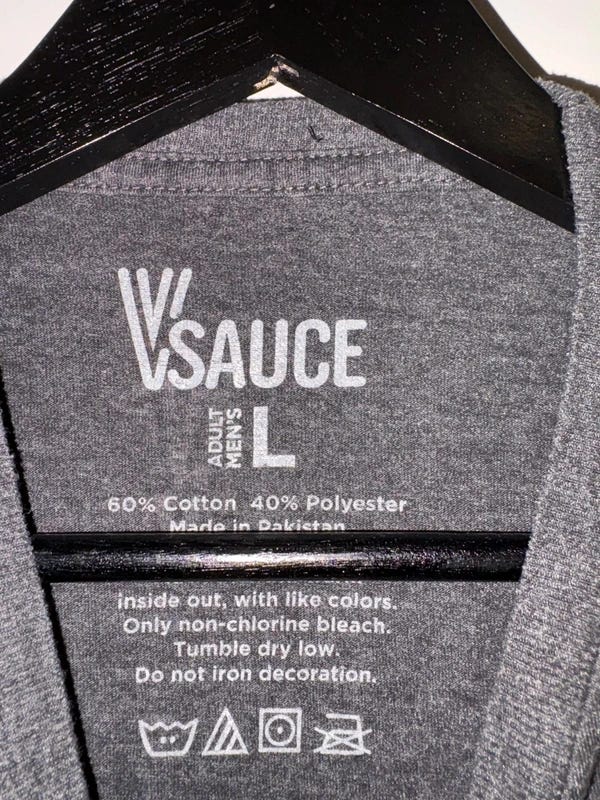 VSAUCE
ADULT
MEN'S
L
60% Cotton 40% Polyester
Made in Pakistan
inside out, with like colors.
Only non-chlorine bleach.
Tumble dry low.
Do not iron decoration.